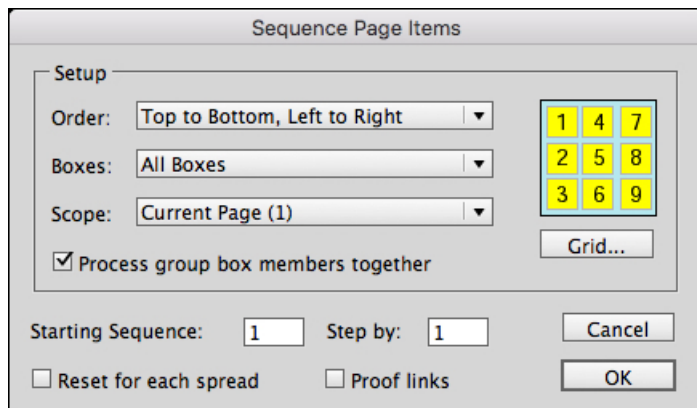 Sequence Page Items
Setup
Order: Top to Bottom, Left to Right
Boxes: All Boxes
Scope: Current Page (1)
Process group box members together
1 4 7
2 5 8
3 6 9
Grid...
Starting Sequence: 1 Step by: 1 Cancel
Reset for each spread Proof links OK